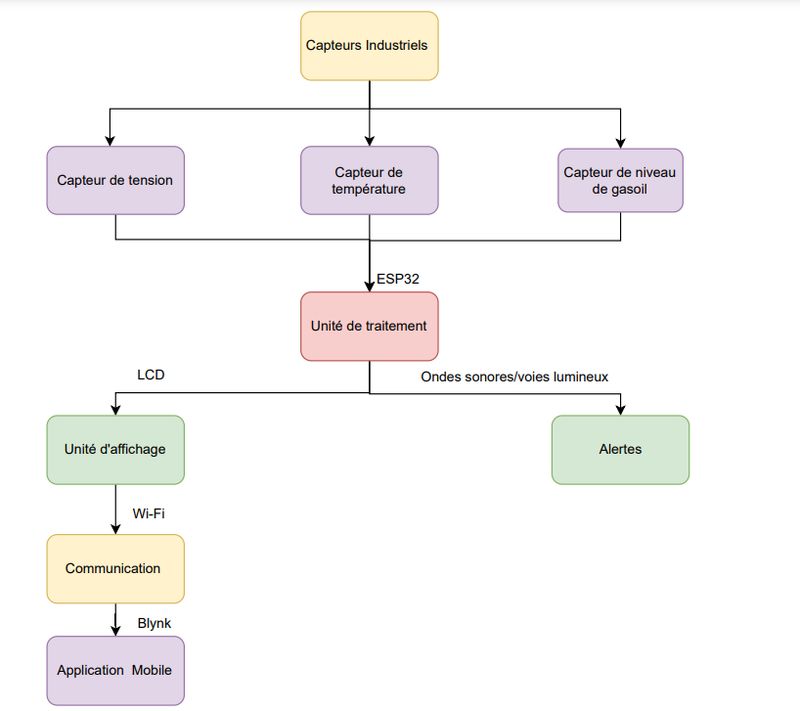 Capteurs Industriels
Capteur de tension
Capteur de
température
Capteur de niveau
de gasoil
ESP32
Unité de traitement
LCD
Ondes sonores/voies lumineux
Unité d'affichage
Alertes
Wi-Fi
Communication
Blynk
Application Mobile